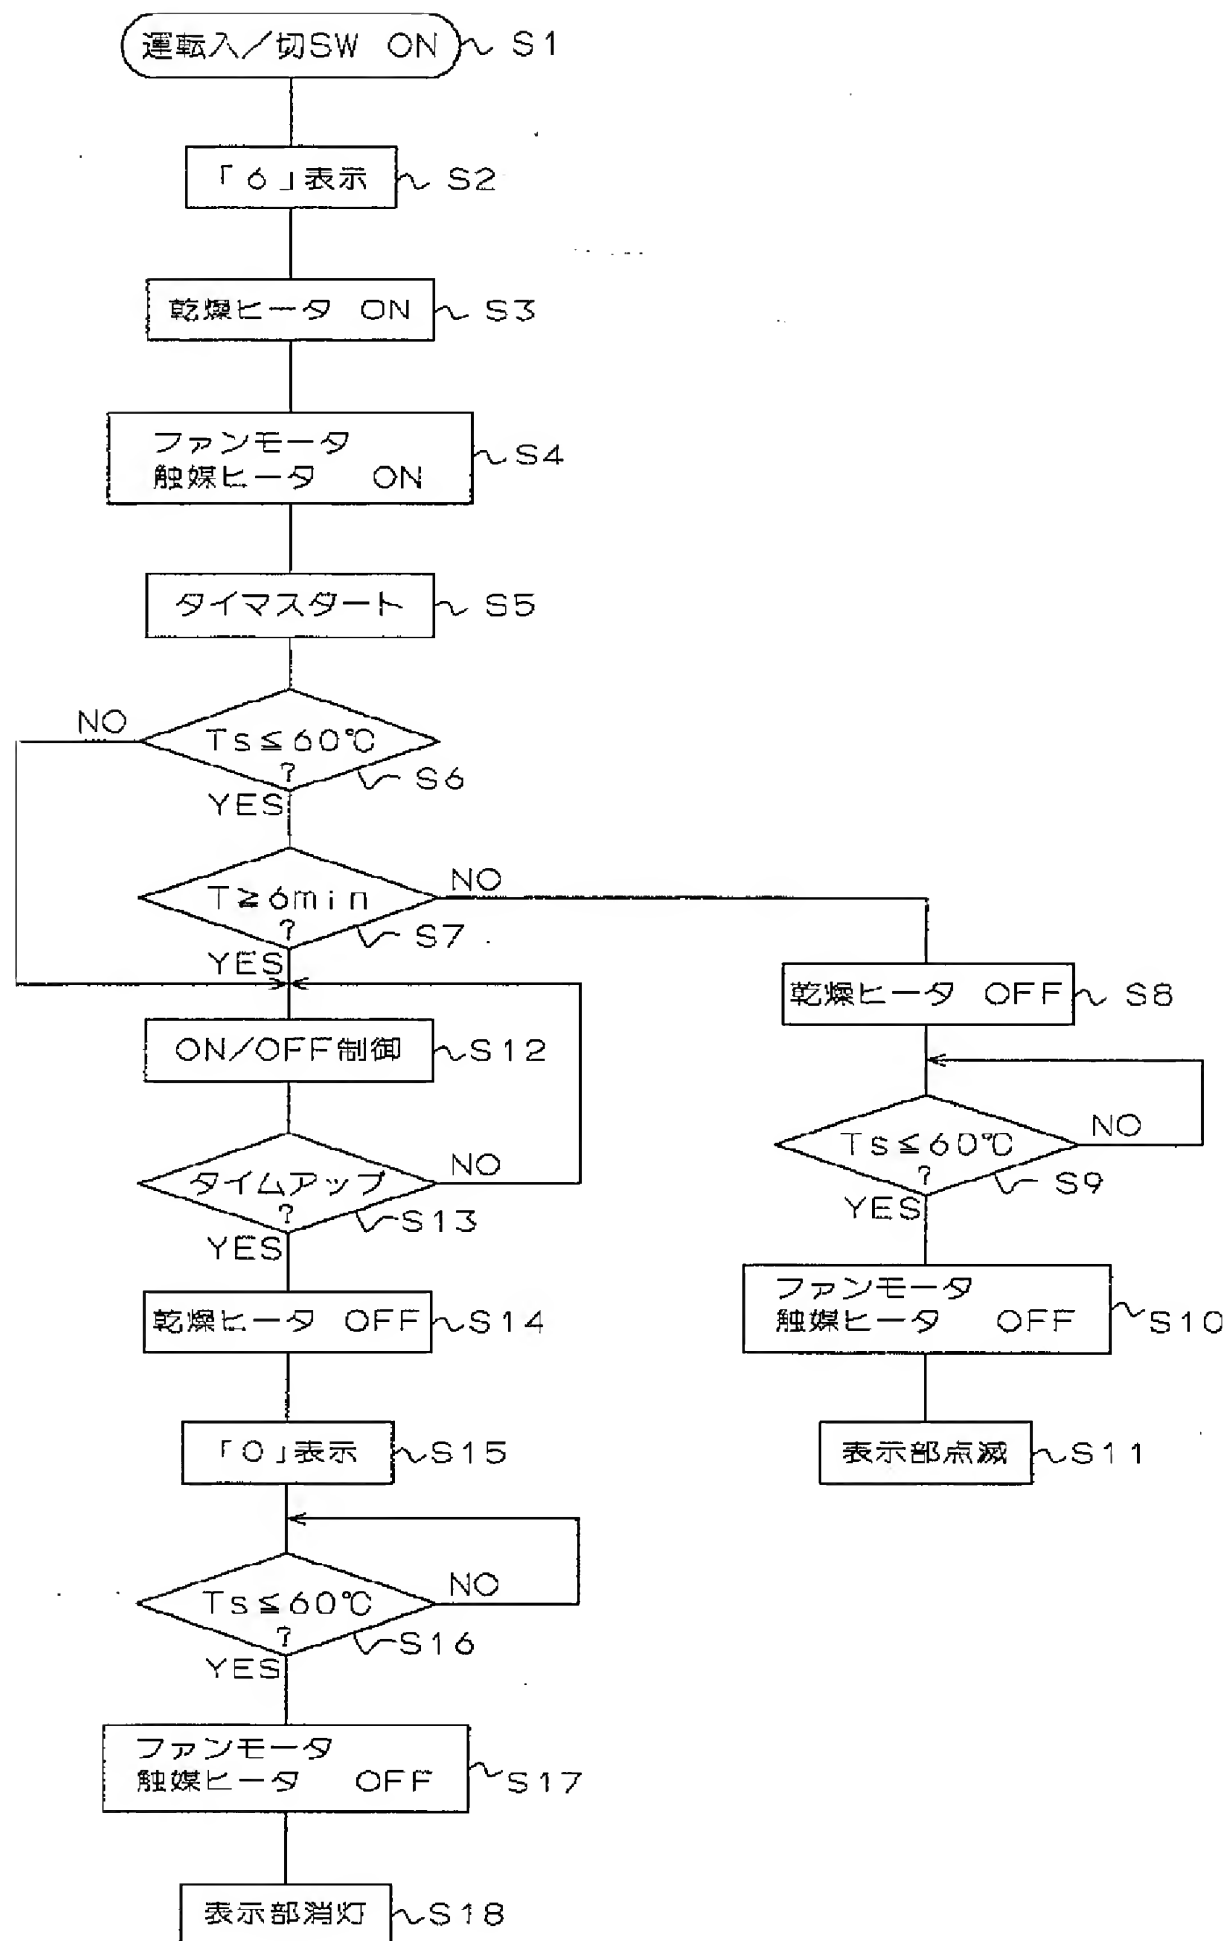 運転入/切SW ON S1
「6」表示 S2
乾燥ヒータ ON S3
ファンモータ
触媒ヒータ ON S4
タイマスタート S5
Ts≦60℃
?
S6
NO
YES
T≧6min
?
S7
NO
YES
乾燥ヒータ OFF S8
Ts≦60℃
?
S9
NO
YES
ファンモータ
触媒ヒータ OFF S10
表示部点滅 S11
ON/OFF制御 S12
タイムアップ
?
S13
NO
YES
乾燥ヒータ OFF S14
「0」表示 S15
Ts≦60℃
?
S16
NO
YES
ファンモータ
触媒ヒータ OFF S17
表示部消灯 S18